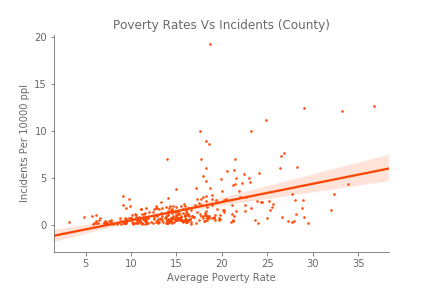 Poverty Rates Vs Incidents (County)
Incidents Per 10000 ppl
20
15
10
5
0
5 10 15 20 25 30 35
Average Poverty Rate